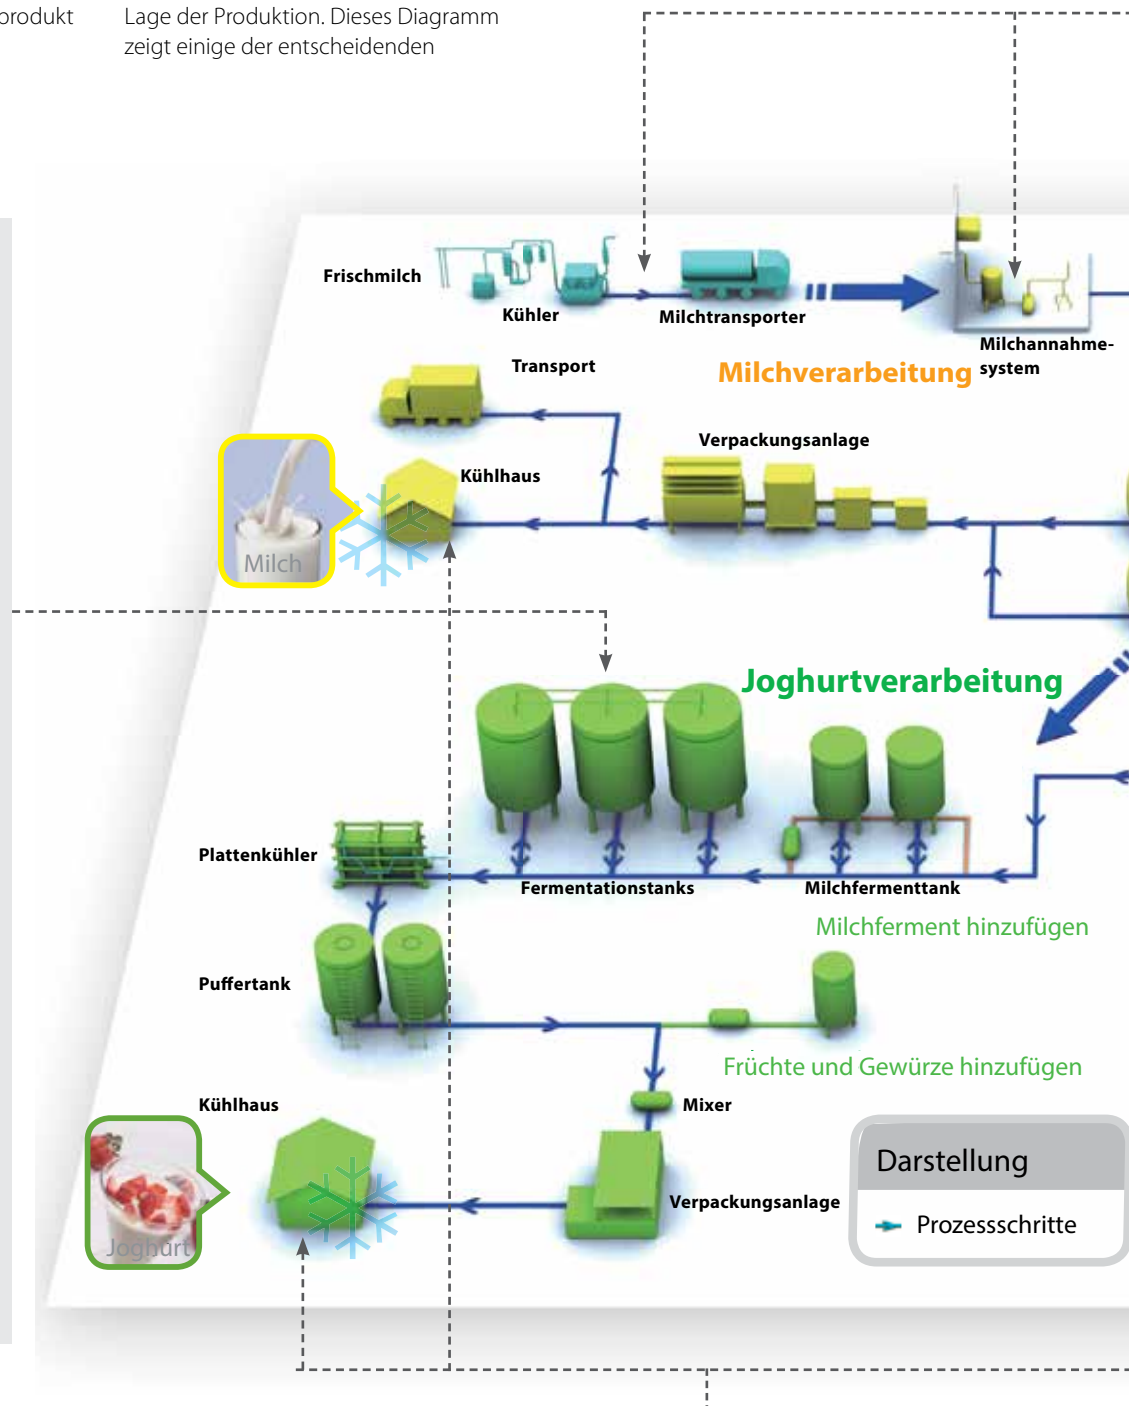 produkt
Lage der Produktion. Dieses Diagramm
zeigt einige der entscheidenden
Frischmilch
Kühler
Milchtransporter
Milchannahme-
system
Transport
Milchverarbeitung
Verpackungsanlage
Kühlhaus
Milch
Joghurtverarbeitung
Plattenkühler
Fermentationstanks
Milchfermenttank
Milchferment hinzufügen
Puffertank
Früchte und Gewürze hinzufügen
Kühlhaus
Mixer
Darstellung
Verpackungsanlage
Prozessschritte
Joghurt